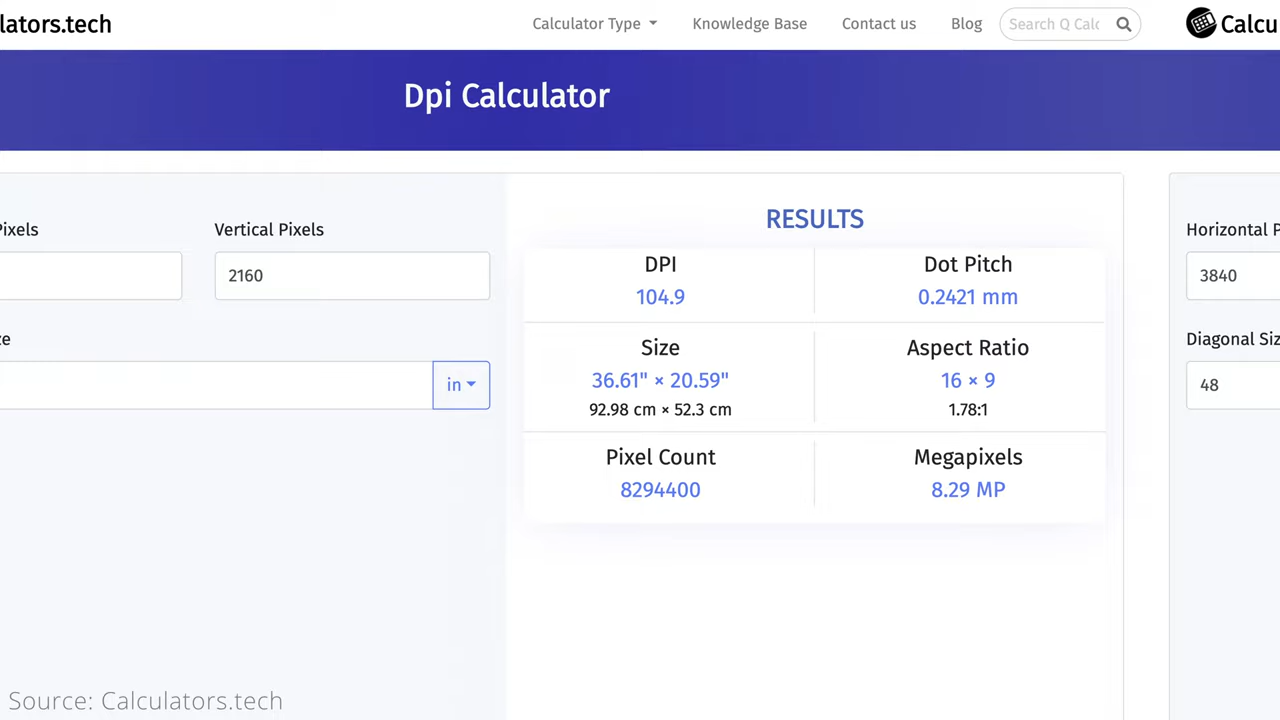 lators.tech
Calculator Type
Knowledge Base
Contact us
Blog
Search Q Calc
Calcu
Dpi Calculator
Pixels
Vertical Pixels
2160
ze
in
RESULTS
DPI
104.9
Dot Pitch
0.2421 mm
Size
36.61" × 20.59"
92.98 cm × 52.3 cm
Aspect Ratio
16 × 9
1.78:1
Pixel Count
8294400
Megapixels
8.29 MP
Horizontal P
3840
Diagonal Siz
48
Source: Calculators.tech